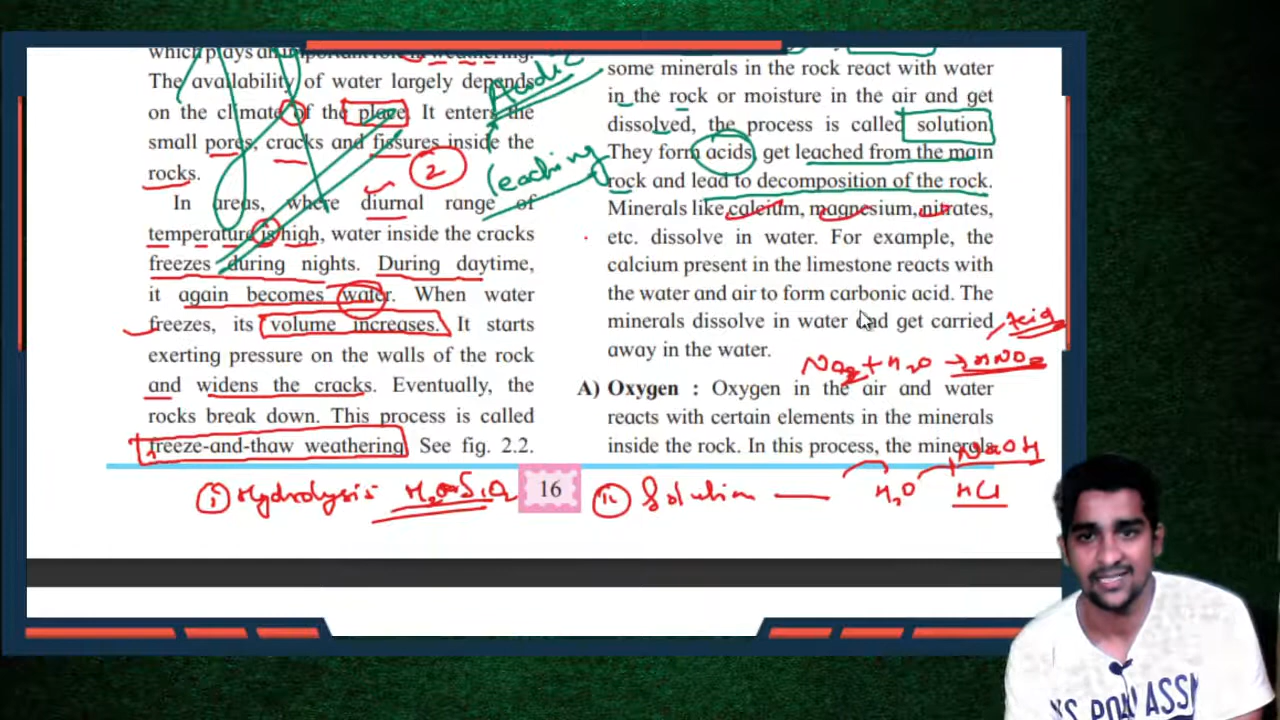 which plays an important role in weathering.
The availability of water largely depends
on the climate of the place. It enters the
small pores, cracks and fissures inside the
rocks.
In areas, where diurnal range of
temperature is high, water inside the cracks
freezes during nights. During daytime,
it again becomes water. When water
freezes, its volume increases. It starts
exerting pressure on the walls of the rock
and widens the cracks. Eventually, the
rocks break down. This process is called
freeze-and-thaw weathering. See fig. 2.2.
Acidic
leaching
2
some minerals in the rock react with water
in the rock or moisture in the air and get
dissolved, the process is called solution.
They form acids, get leached from the main
rock and lead to decomposition of the rock.
Minerals like calcium, magnesium, nitrates,
etc. dissolve in water. For example, the
calcium present in the limestone reacts with
the water and air to form carbonic acid. The
minerals dissolve in water and get carried
away in the water.
Acid
A) Oxygen : Oxygen in the air and water
reacts with certain elements in the minerals
inside the rock. In this process, the minerals
NaOH
i) Hydrolysis
16
ii) Solution
H2O
HCl